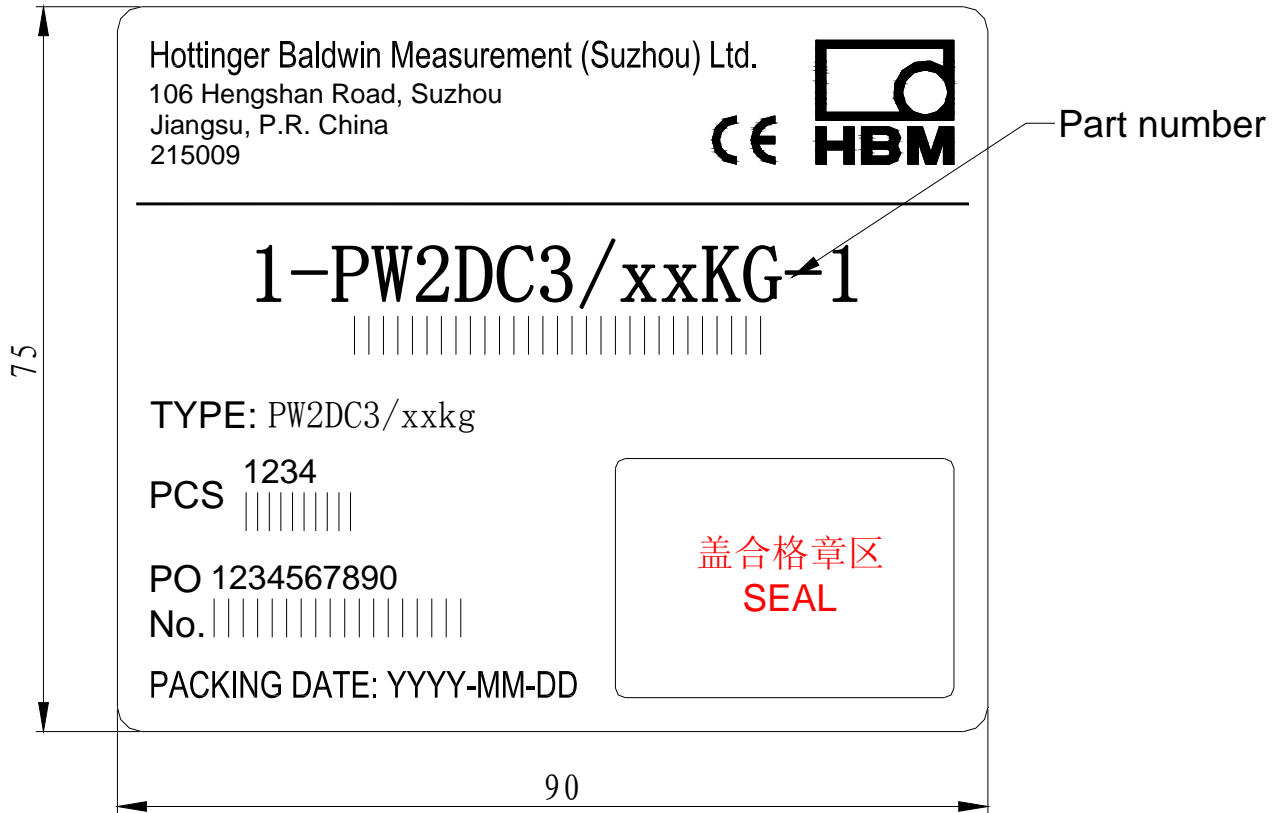 Hottinger Baldwin Measurement (Suzhou) Ltd.
106 Hengshan Road, Suzhou
Jiangsu, P.R. China
215009
CE
HBM
Part number
1-PW2DC3/xxKG-1
TYPE: PW2DC3/xxkg
PCS 1234
PO 1234567890
No.
PACKING DATE: YYYY-MM-DD
盖合格章区
SEAL
75
90